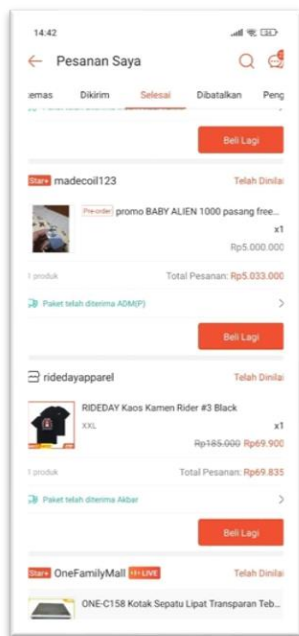 14:42
Pesanan Saya
emas Dikirim Selesai Dibatalkan Peng
Beli Lagi
Star+ madecoil123 Telah Dinilai
Pre-order promo BABY ALIEN 1000 pasang free...
x1
Rp5.000.000
1 produk Total Pesanan: Rp5.033.000
Paket telah diterima ADM(P)
Beli Lagi
ridedayapparel Telah Dinilai
RIDEDAY Kaos Kamen Rider #3 Black
XXL x1
Rp185.000 Rp69.900
1 produk Total Pesanan: Rp69.835
Paket telah diterima Akbar
Beli Lagi
Star+ OneFamilyMall LIVE Telah Dinilai
ONE-C158 Kotak Sepatu Lipat Transparan Teb...